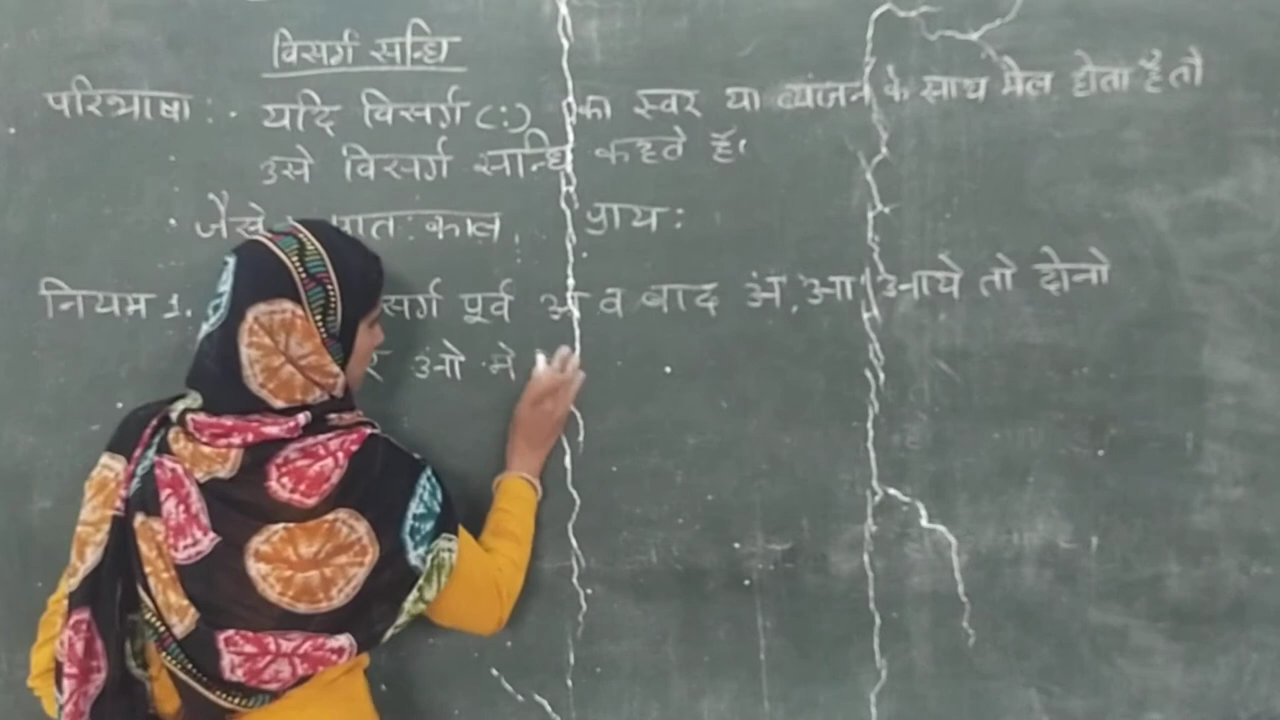 विसर्ग सन्धि
परिभाषा:- यदि विसर्ग (:) का स्वर या व्यंजन के साथ मेल होता है तो
उसे विसर्ग सन्धि कहते हैं।
जैसे काल, प्राय:
नियम 1. पूर्व अ व बाद अ, आ आये तो दोनो
ओ मे